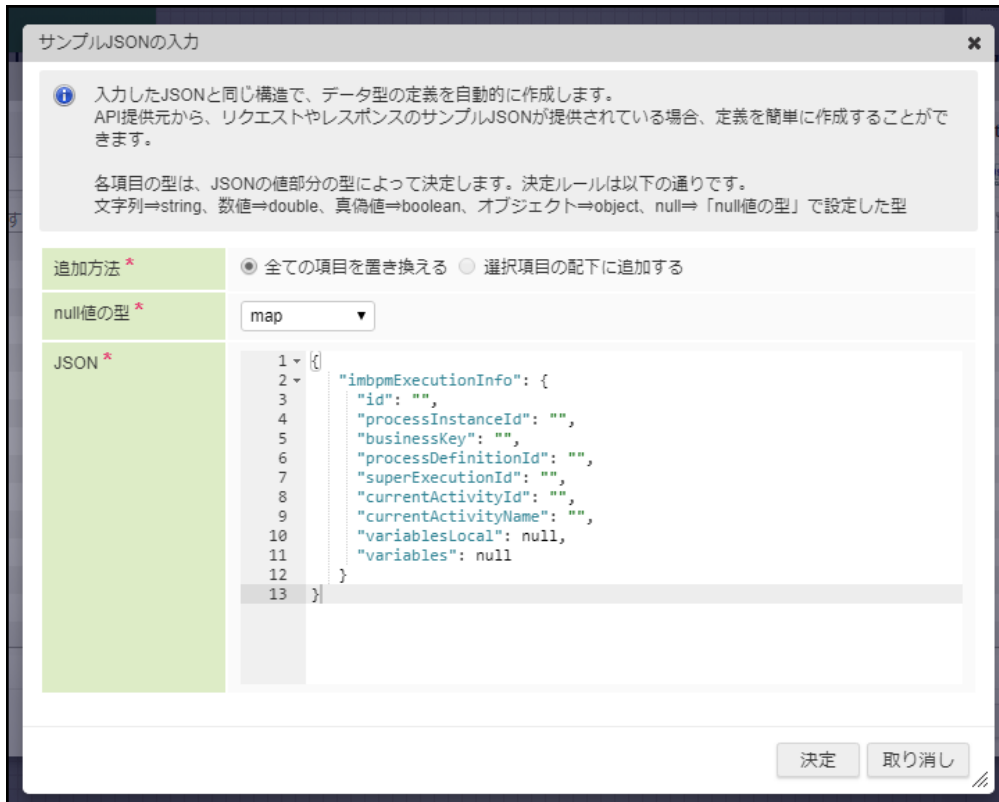 サンプルJSONの入力
入力したJSONと同じ構造で、データ型の定義を自動的に作成します。
API提供元から、リクエストやレスポンスのサンプルJSONが提供されている場合、定義を簡単に作成することがで
きます。
各項目の型は、JSONの値部分の型によって決定します。決定ルールは以下の通りです。
文字列⇒string、数値⇒double、真偽値⇒boolean、オブジェクト⇒object、null⇒「null値の型」で設定した型
追加方法 * 全ての項目を置き換える 選択項目の配下に追加する
null値の型 * map
JSON *
1 {
2 "imbpmExecutionInfo": {
3 "id": "",
4 "processInstanceId": "",
5 "businessKey": "",
6 "processDefinitionId": "",
7 "superExecutionId": "",
8 "currentActivityId": "",
9 "currentActivityName": "",
10 "variablesLocal": null,
11 "variables": null
12 }
13 }
決定 取り消し